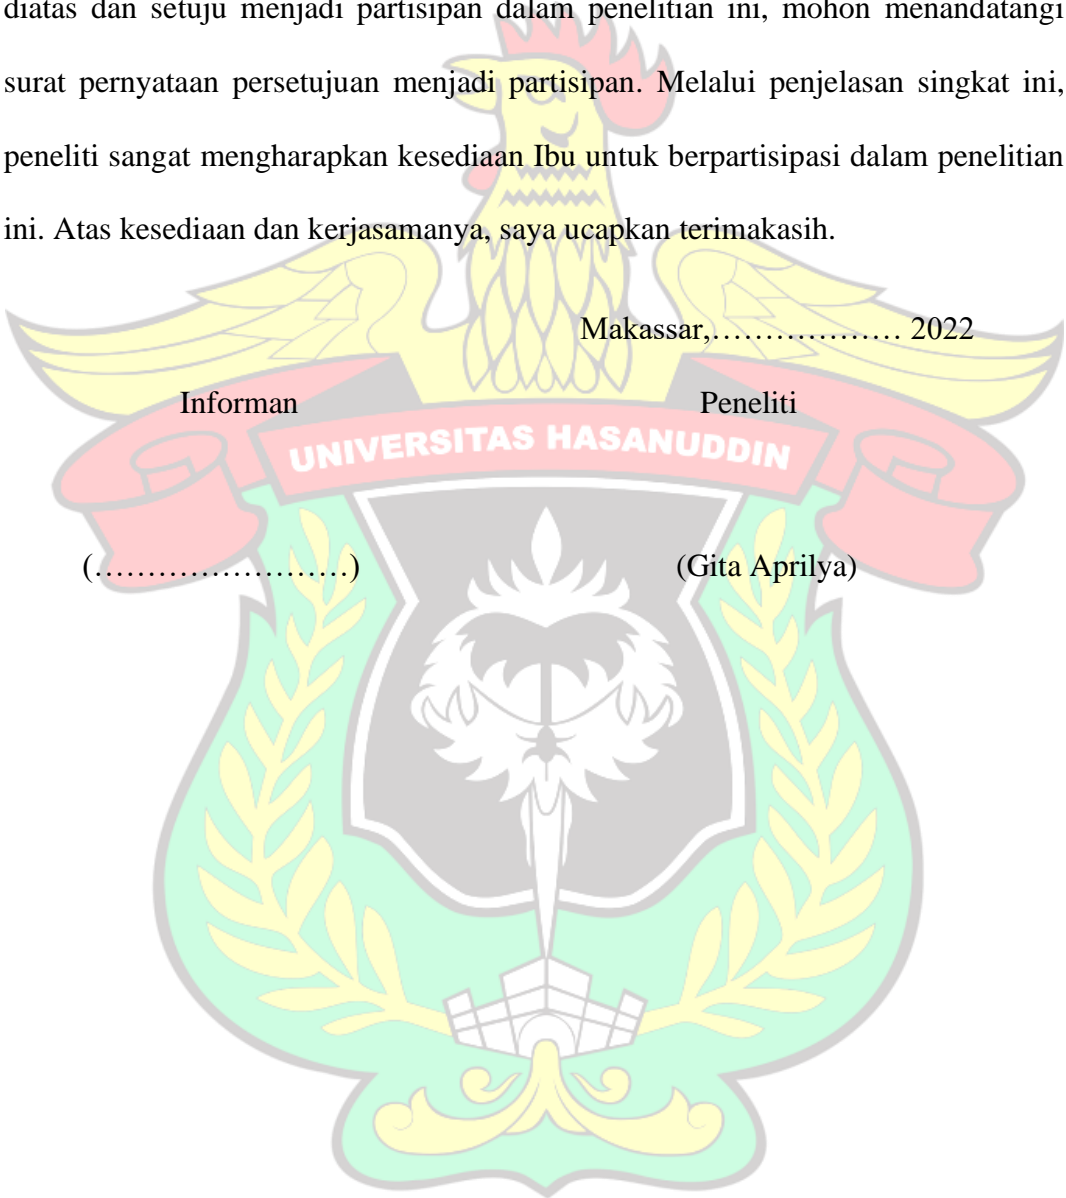 diatas dan setuju menjadi partisipan dalam penelitian ini, mohon menandatangi
surat pernyataan persetujuan menjadi partisipan. Melalui penjelasan singkat ini,
peneliti sangat mengharapkan kesediaan Ibu untuk berpartisipasi dalam penelitian
ini. Atas kesediaan dan kerjasamanya, saya ucapkan terimakasih.
Makassar,……………… 2022
Informan Peneliti
UNIVERSITAS HASANUDDIN
(……………………) (Gita Aprilya)